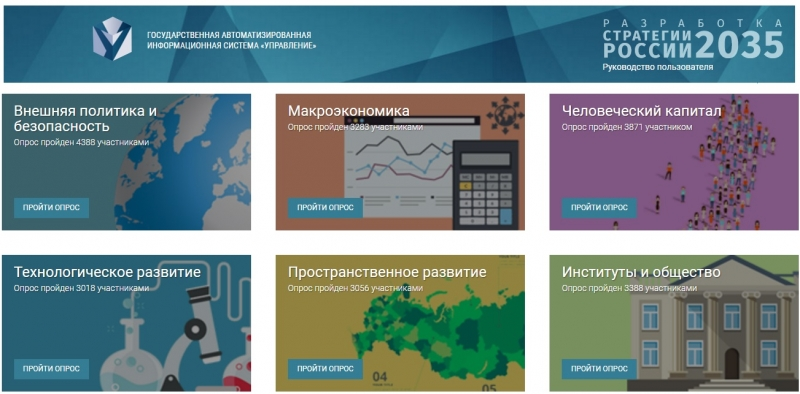 ГОСУДАРСТВЕННАЯ АВТОМАТИЗИРОВАННАЯ
ИНФОРМАЦИОННАЯ СИСТЕМА «УПРАВЛЕНИЕ»
РАЗРАБОТКА
СТРАТЕГИИ
РОССИИ 2035
Руководство пользователя
Внешняя политика и
безопасность
Опрос пройден 4388 участниками
ПРОЙТИ ОПРОС
Макроэкономика
Опрос пройден 3283 участниками
ПРОЙТИ ОПРОС
Человеческий капитал
Опрос пройден 3871 участником
ПРОЙТИ ОПРОС
Технологическое развитие
Опрос пройден 3018 участниками
ПРОЙТИ ОПРОС
Пространственное развитие
Опрос пройден 3056 участниками
ПРОЙТИ ОПРОС
04
05
Институты и общество
Опрос пройден 3388 участниками
ПРОЙТИ ОПРОС